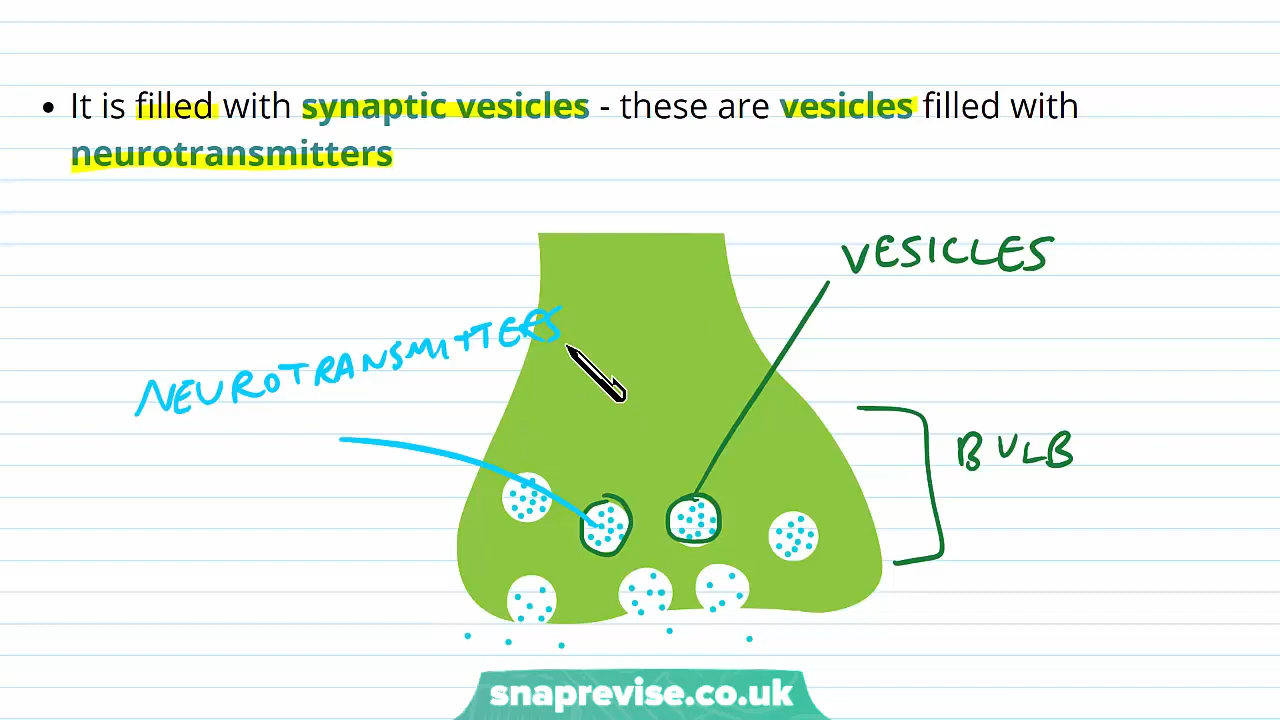 • It is filled with synaptic vesicles - these are vesicles filled with
neurotransmitters
VESICLES
NEUROTRANSMITTERS
BULB
snaprevise.co.uk